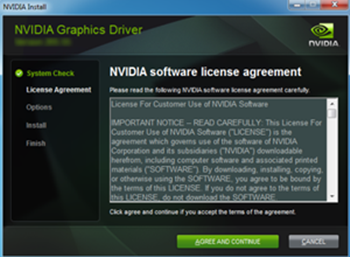 NVIDIA Install
NVIDIA Graphics Driver
NVIDIA
System Check
License Agreement
Options
Install
Finish
NVIDIA software license agreement
Please read the following NVIDIA software license agreement carefully.
License For Customer Use of NVIDIA Software
IMPORTANT NOTICE -- READ CAREFULLY: This License For
Customer Use of NVIDIA Software ("LICENSE") is the
agreement which governs use of the software of NVIDIA
Corporation and its subsidiaries ("NVIDIA") downloadable
herefrom, including computer software and associated printed
materials ("SOFTWARE"). By downloading, installing, copying,
or otherwise using the SOFTWARE, you agree to be bound by
the terms of this LICENSE. If you do not agree to the terms of
this LICENSE, do not download the SOFTWARE.
Click agree and continue if you accept the terms of the agreement.
AGREE AND CONTINUE
CANCEL